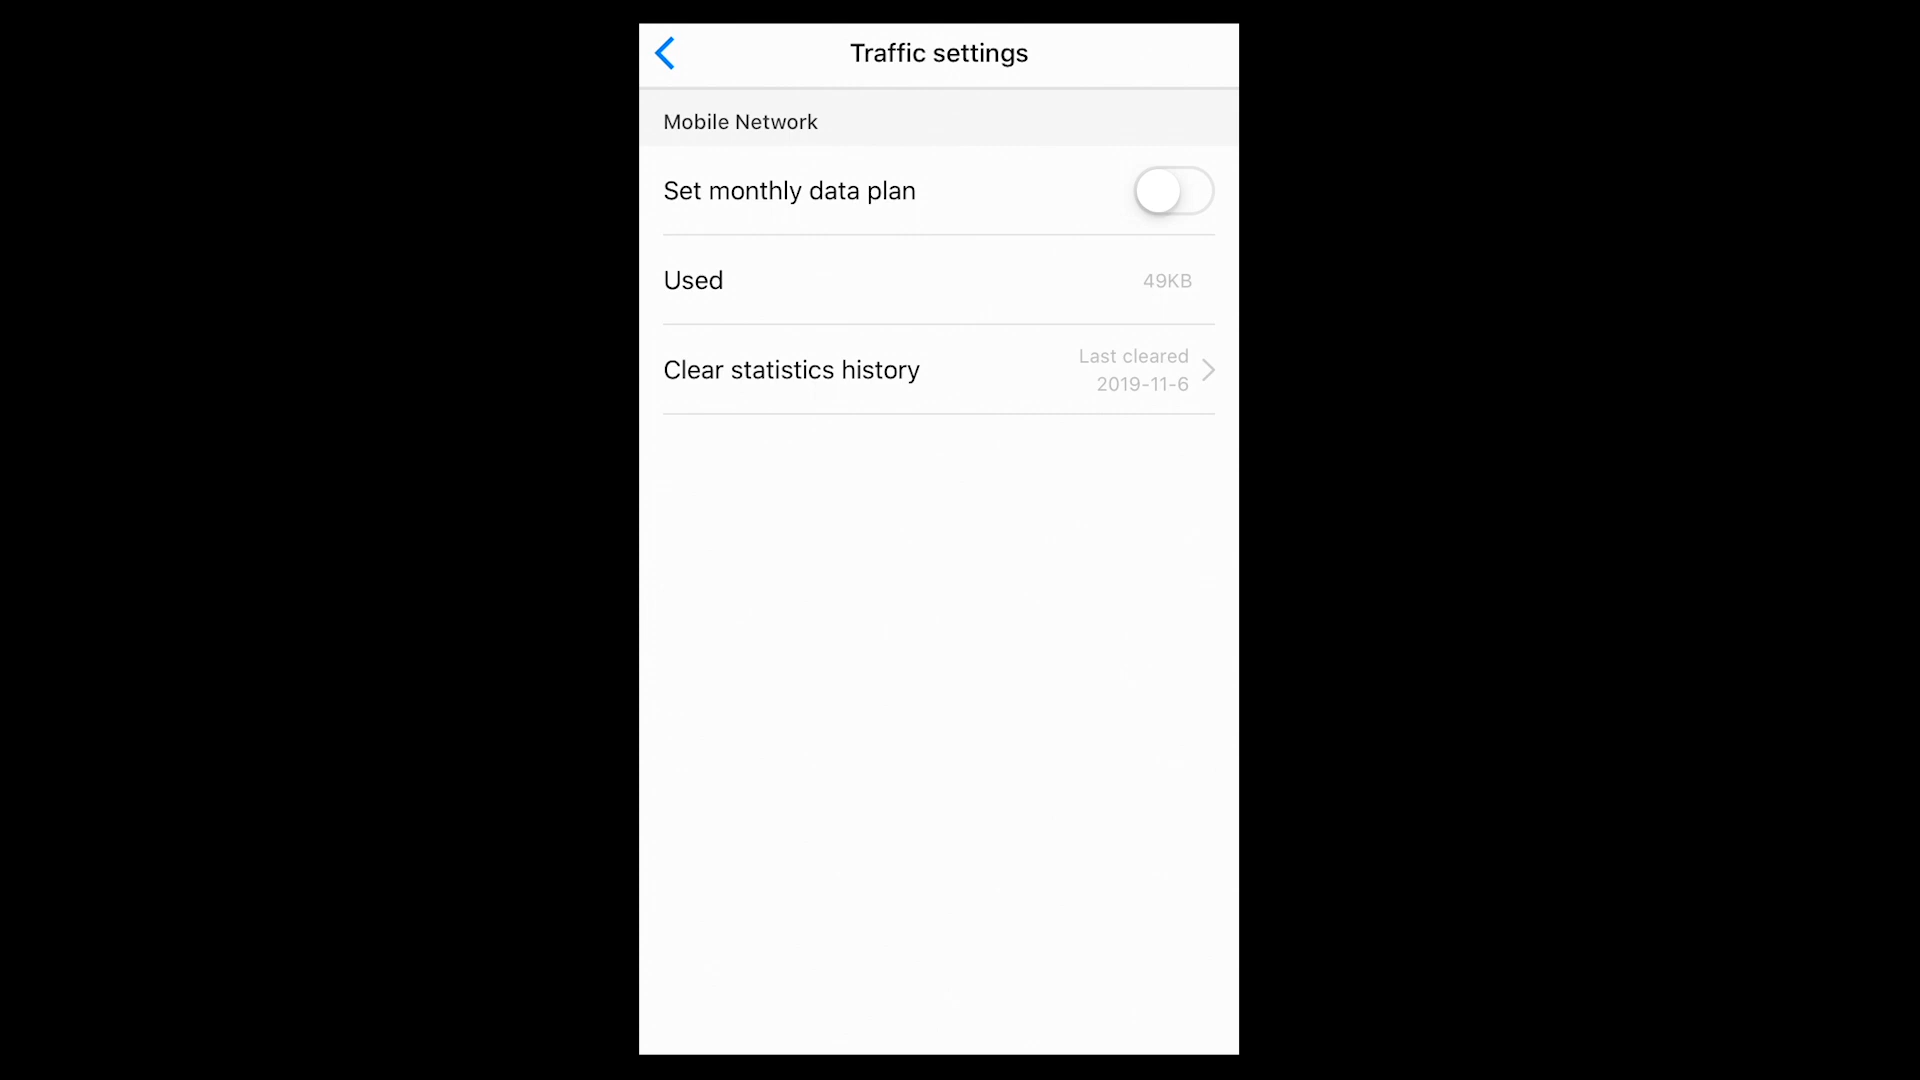 Traffic settings
Mobile Network
Set monthly data plan
Used 49KB
Clear statistics history
Last cleared
2019-11-6